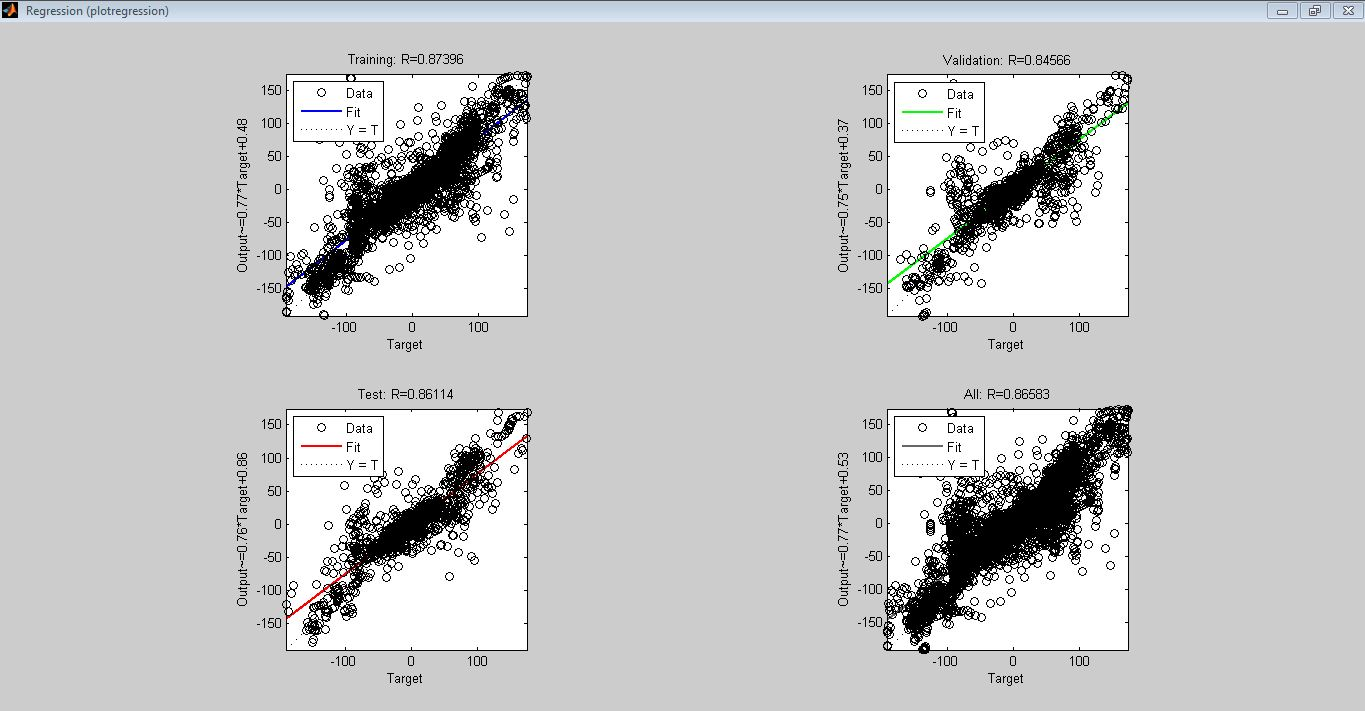 Regression (plotregression)
Training: R=0.87396
Data
Fit
Y = T
Output~=0.77*Target+0.48
150
100
50
0
-50
-100
-150
-100 0 100
Target
Validation: R=0.84566
Data
Fit
Y = T
Output~=0.75*Target+0.37
150
100
50
0
-50
-100
-150
-100 0 100
Target
Test: R=0.86114
Data
Fit
Y = T
Output~=0.76*Target+0.86
150
100
50
0
-50
-100
-150
-100 0 100
Target
All: R=0.86583
Data
Fit
Y = T
Output~=0.77*Target+0.53
150
100
50
0
-50
-100
-150
-100 0 100
Target